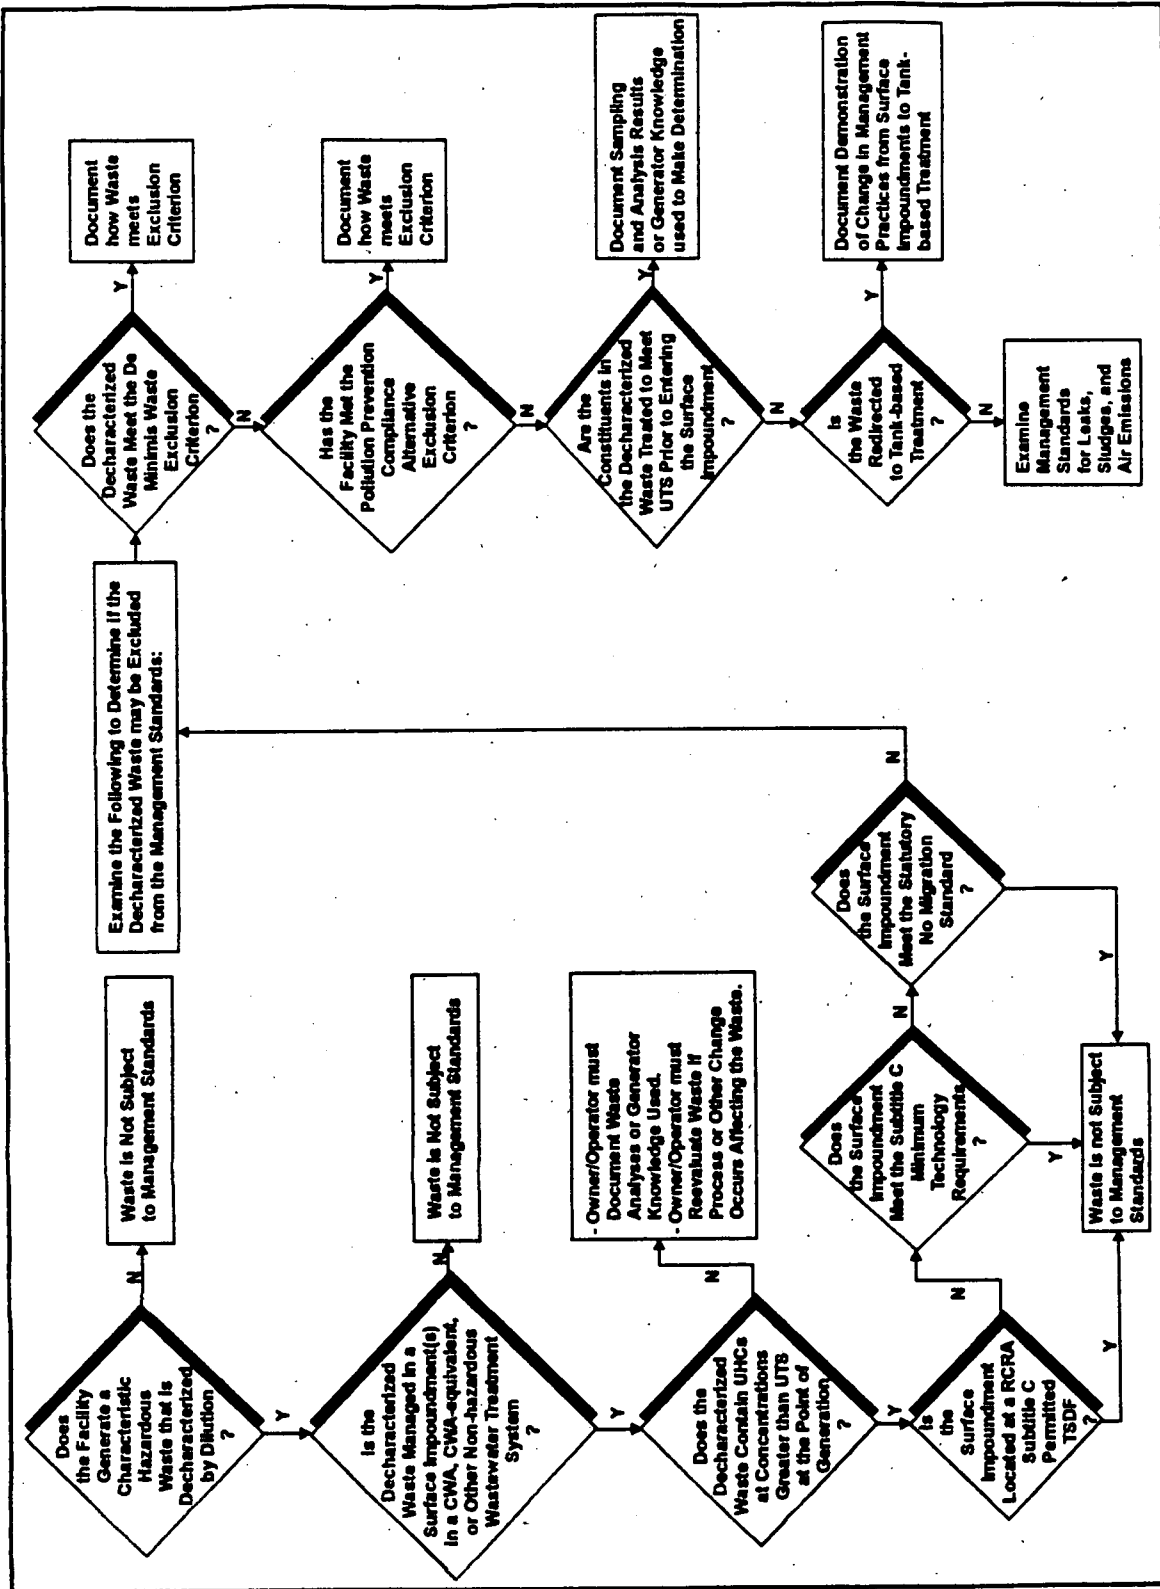 Does
the Facility
Generate a
Characteristic
Hazardous
Waste that is
Decharacterized
by Dilution
?
N
Waste is Not Subject
to Management Standards
Y
Is the
Decharacterized
Waste Managed in a
Surface Impoundment(s)
in a CWA, CWA-equivalent,
or Other Non-hazardous
Wastewater Treatment
System
?
N
Waste is Not Subject
to Management Standards
Y
Does the
Decharacterized
Waste Contain UHCs
at Concentrations
Greater than UTS
at the Point of
Generation
?
N
- Owner/Operator must
Document Waste
Analyses or Generator
Knowledge Used.
- Owner/Operator must
Reevaluate Waste if
Process or Other Change
Occurs Affecting the Waste.
Y
Is
the
Surface
Impoundment
Located at a RCRA
Subtitle C
Permitted
TSDF
?
N
Y
Does
the Surface
Impoundment
Meet the Subtitle C
Minimum
Technology
Requirements
?
N
Y
Does
the Surface
Impoundment
Meet the Statutory
No Migration
Standard
?
N
Y
Waste is not Subject
to Management
Standards
Examine the Following to Determine if the
Decharacterized Waste may be Excluded
from the Management Standards:
Does the
Decharacterized
Waste Meet the De
Minimis Waste
Exclusion
Criterion
?
Y
Document
how Waste
meets
Exclusion
Criterion
N
Has the
Facility Met the
Pollution Prevention
Compliance
Alternative
Exclusion
Criterion
?
Y
Document
how Waste
meets
Exclusion
Criterion
N
Are the
Constituents in
the Decharacterized
Waste Treated to Meet
UTS Prior to Entering
the Surface
Impoundment
?
Y
Document Sampling
and Analysis Results
or Generator Knowledge
used to Make Determination
N
Is
the Waste
Redirected
to Tank-based
Treatment
?
Y
Document Demonstration
of Change in Management
Practices from Surface
Impoundments to Tank-
based Treatment
N
Examine
Management
Standards
for Leaks,
Sludges, and
Air Emissions